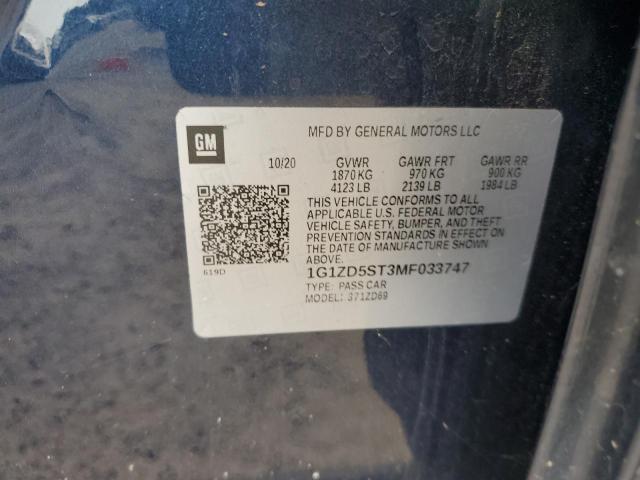 GM
MFD BY GENERAL MOTORS LLC
10/20 GVWR GAWR FRT GAWR RR
1870 KG 970 KG 900 KG
4123 LB 2139 LB 1984 LB
THIS VEHICLE CONFORMS TO ALL
APPLICABLE U.S. FEDERAL MOTOR
VEHICLE SAFETY, BUMPER, AND THEFT
PREVENTION STANDARDS IN EFFECT ON
THE DATE OF MANUFACTURE SHOWN
ABOVE.
619D
1G1ZD5ST3MF033747
TYPE: PASS CAR
MODEL: 371ZD69